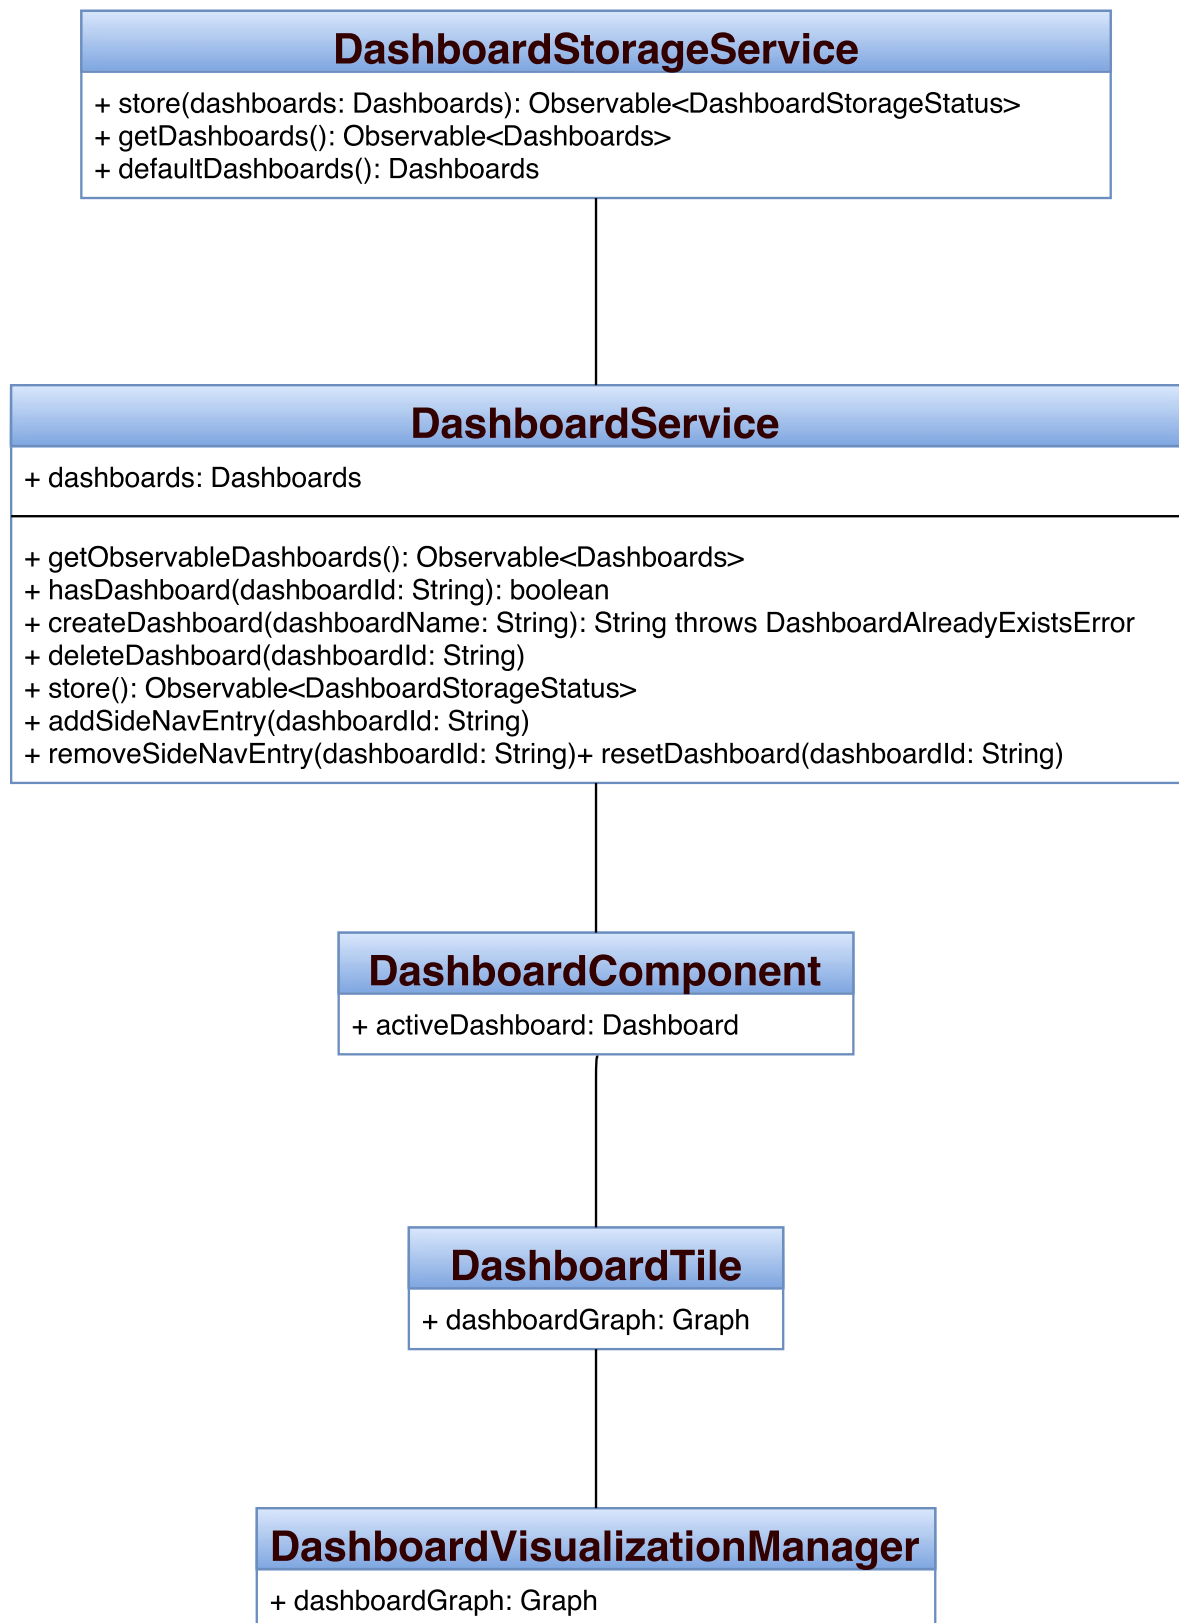 DashboardStorageService
+ store(dashboards: Dashboards): Observable<DashboardStorageStatus>
+ getDashboards(): Observable<Dashboards>
+ defaultDashboards(): Dashboards
DashboardService
+ dashboards: Dashboards
+ getObservableDashboards(): Observable<Dashboards>
+ hasDashboard(dashboardId: String): boolean
+ createDashboard(dashboardName: String): String throws DashboardAlreadyExistsError
+ deleteDashboard(dashboardId: String)
+ store(): Observable<DashboardStorageStatus>
+ addSideNavEntry(dashboardId: String)
+ removeSideNavEntry(dashboardId: String)+ resetDashboard(dashboardId: String)
DashboardComponent
+ activeDashboard: Dashboard
DashboardTile
+ dashboardGraph: Graph
DashboardVisualizationManager
+ dashboardGraph: Graph